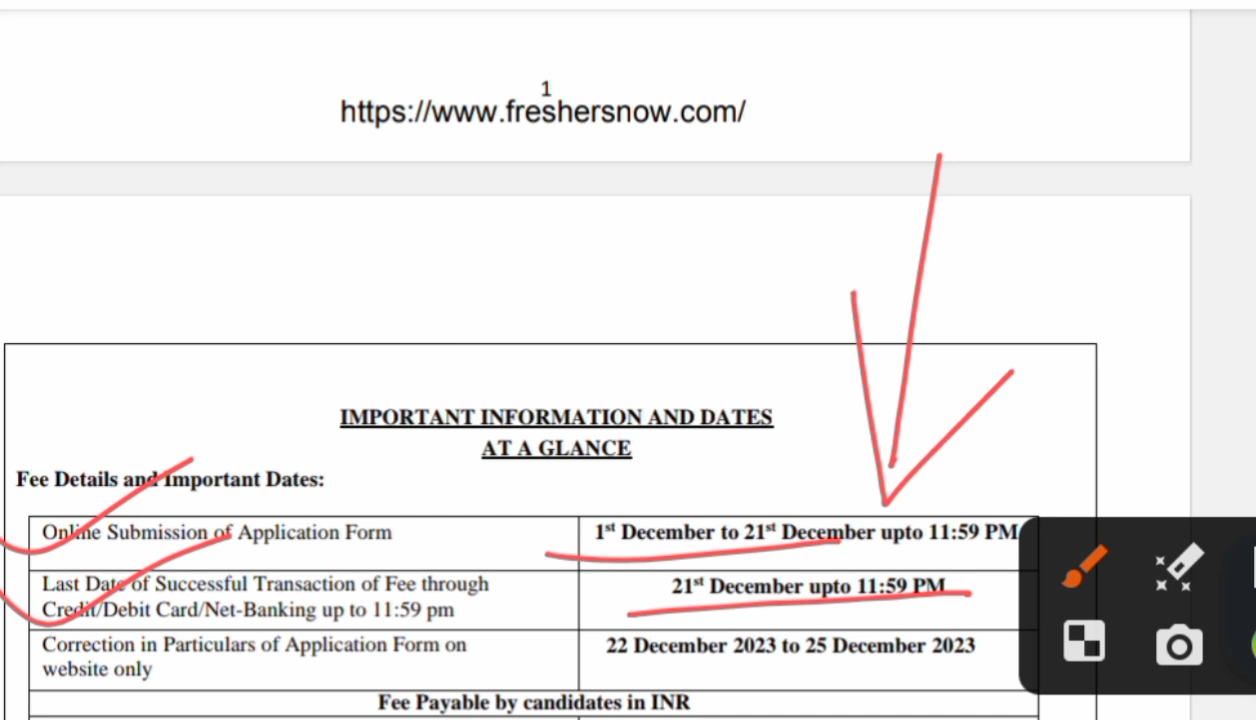 1
https://www.freshersnow.com/
IMPORTANT INFORMATION AND DATES
AT A GLANCE
Fee Details and Important Dates:
Online Submission of Application Form
1st December to 21st December upto 11:59 PM
Last Date of Successful Transaction of Fee through
Credit/Debit Card/Net-Banking up to 11:59 pm
21st December upto 11:59 PM
Correction in Particulars of Application Form on
website only
22 December 2023 to 25 December 2023
Fee Payable by candidates in INR